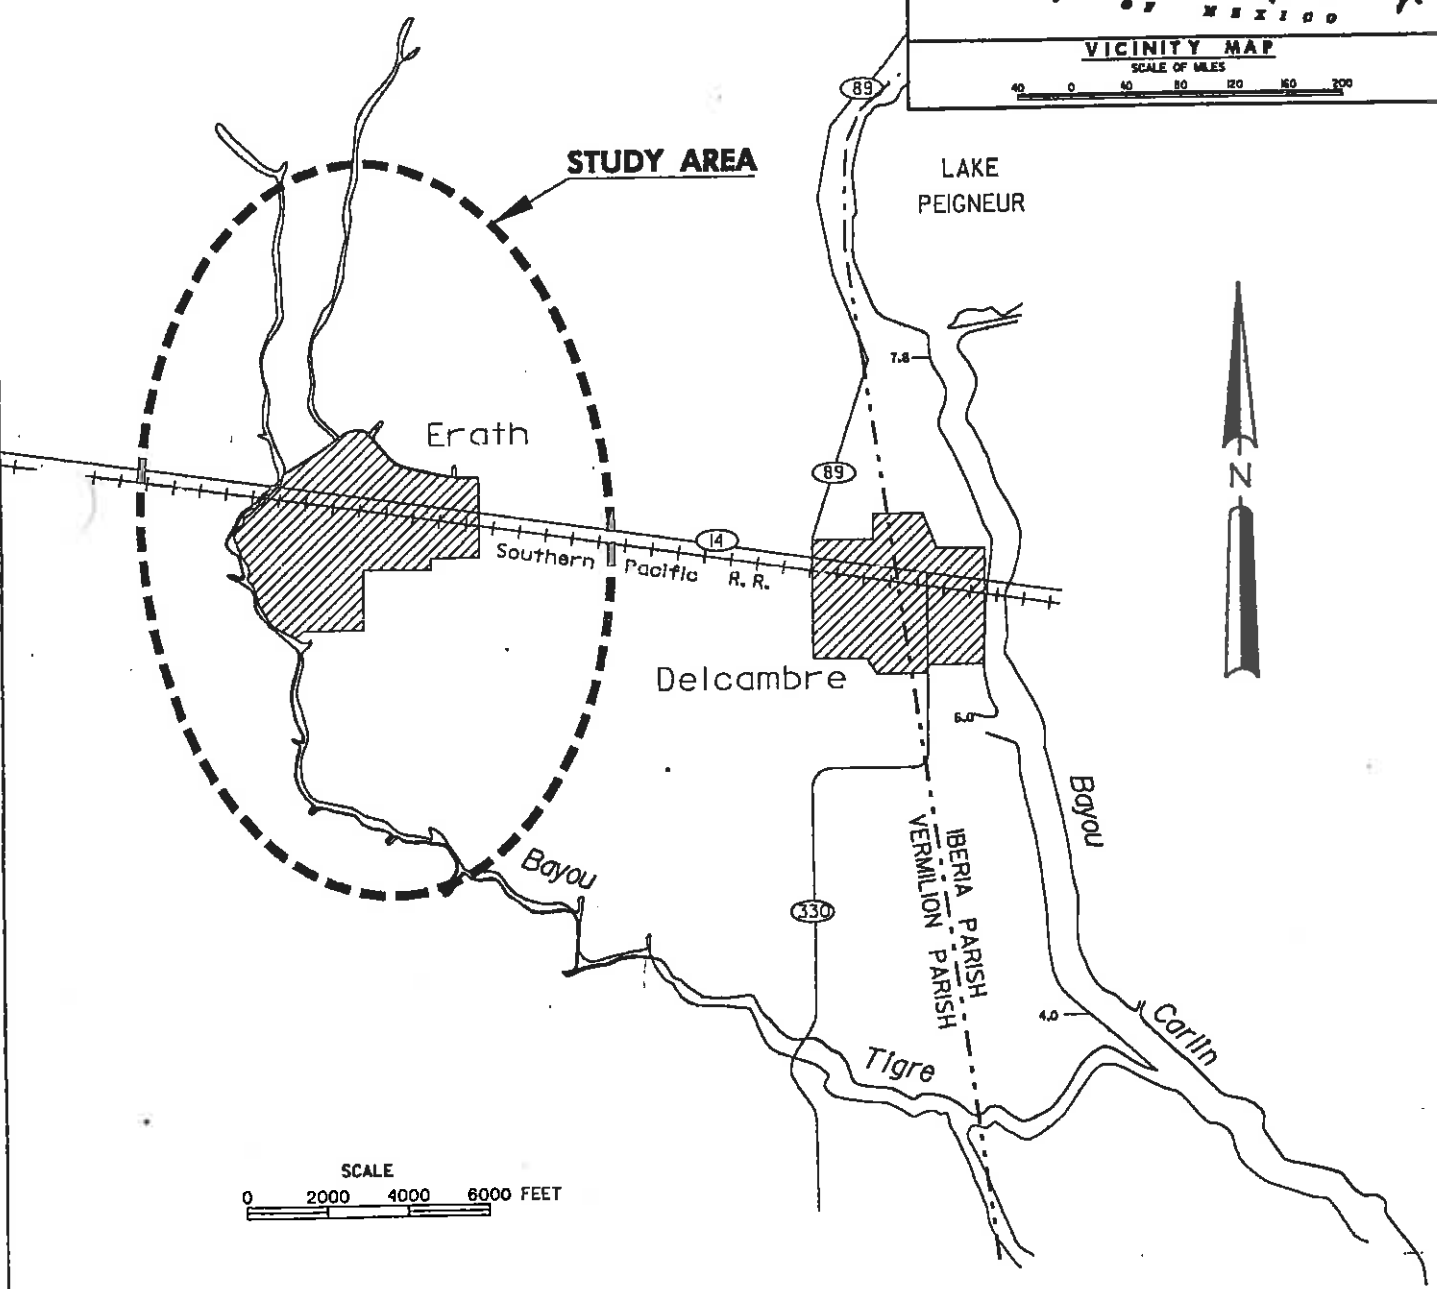 OF MEXICO
VICINITY MAP
SCALE OF MILES
40 0 40 80 120 160 200
89
STUDY AREA
LAKE
PEIGNEUR
7.8
Erath
N
89
14
Southern Pacific R. R.
Delcambre
6.0
Bayou
IBERIA PARISH
VERMILION PARISH
Bayou
330
4.0
Carlin
Tigre
SCALE
0 2000 4000 6000 FEET